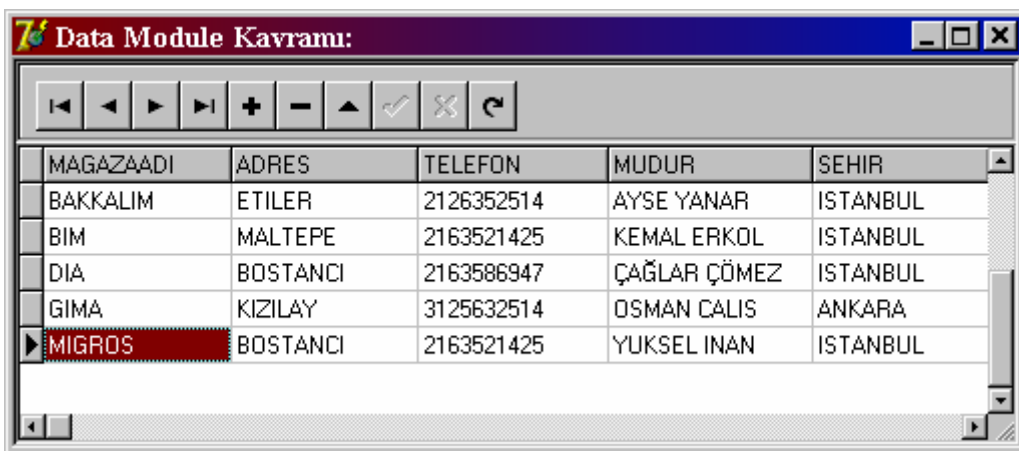 Data Module Kavramı:
MAGAZAADI ADRES TELEFON MUDUR SEHIR
BAKKALIM ETILER 2126352514 AYSE YANAR ISTANBUL
BIM MALTEPE 2163521425 KEMAL ERKOL ISTANBUL
DIA BOSTANCI 2163586947 ÇAĞLAR ÇÖMEZ ISTANBUL
GIMA KIZILAY 3125632514 OSMAN CALIS ANKARA
MIGROS BOSTANCI 2163521425 YUKSEL INAN ISTANBUL